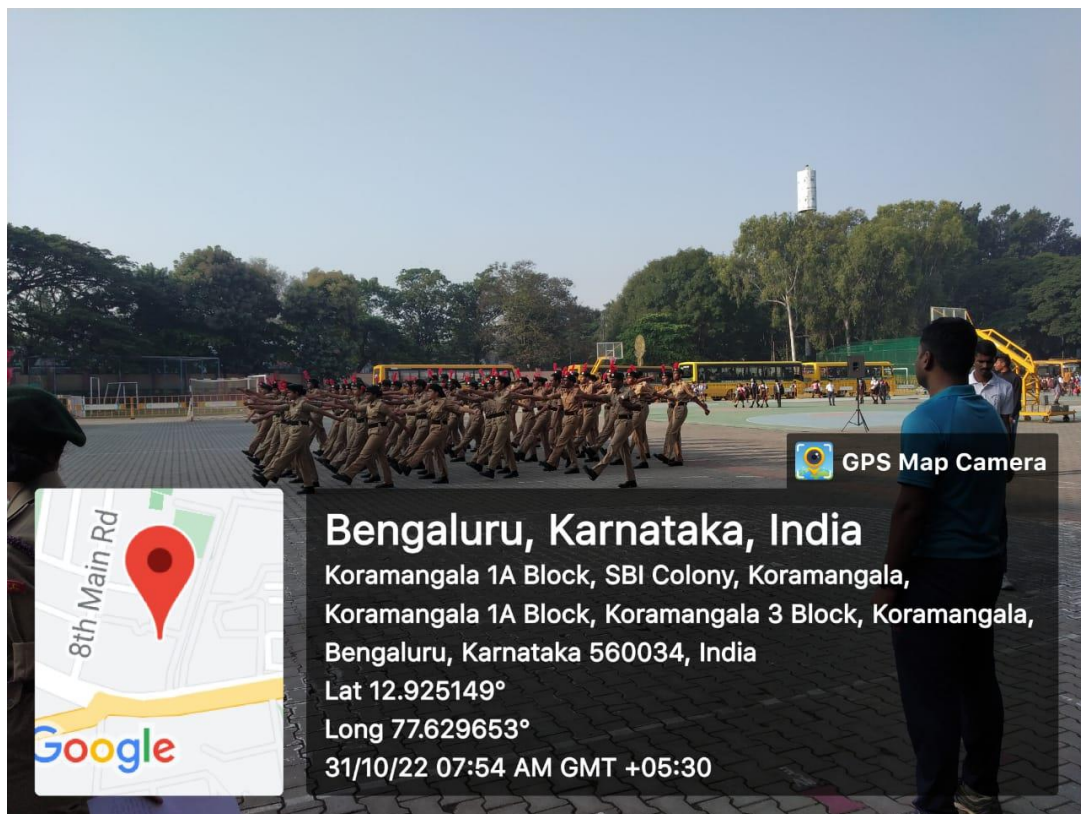 GPS Map Camera
8th Main Rd
Google
Bengaluru, Karnataka, India
Koramangala 1A Block, SBI Colony, Koramangala,
Koramangala 1A Block, Koramangala 3 Block, Koramangala,
Bengaluru, Karnataka 560034, India
Lat 12.925149°
Long 77.629653°
31/10/22 07:54 AM GMT +05:30